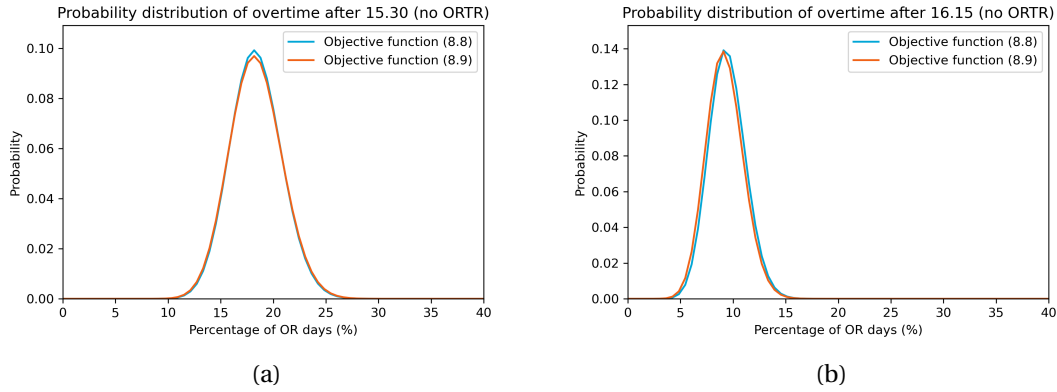 Probability distribution of overtime after 15.30 (no ORTR)
Objective function (8.8)
Objective function (8.9)
Probability
0.10
0.08
0.06
0.04
0.02
0.00
0 5 10 15 20 25 30 35 40
Percentage of OR days (%)
(a)
Probability distribution of overtime after 16.15 (no ORTR)
Objective function (8.8)
Objective function (8.9)
Probability
0.14
0.12
0.10
0.08
0.06
0.04
0.02
0.00
0 5 10 15 20 25 30 35 40
Percentage of OR days (%)
(b)